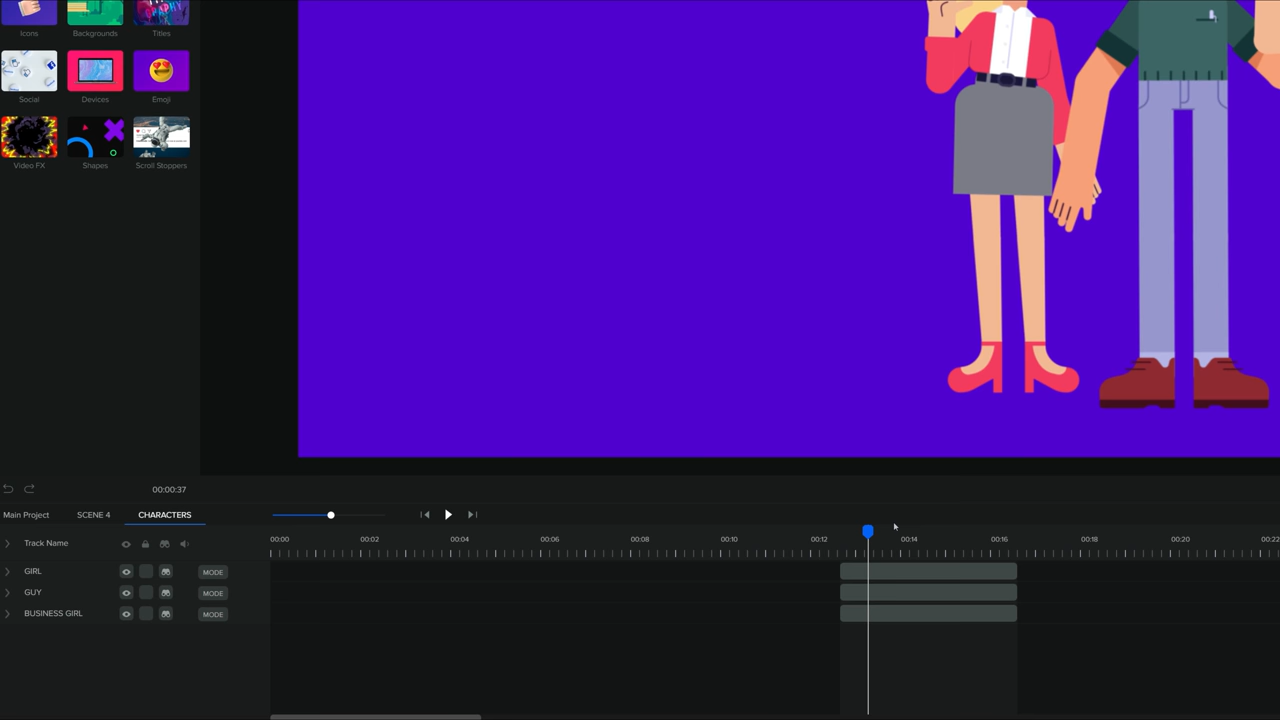 Icons Backgrounds Titles
Social Devices Emoji
Video FX Shapes Scroll Stoppers
00:00:37
Main Project SCENE 4 CHARACTERS
Track Name
00:00 00:02 00:04 00:06 00:08 00:10 00:12 00:14 00:16 00:18 00:20 00:22
GIRL MODE
GUY MODE
BUSINESS GIRL MODE